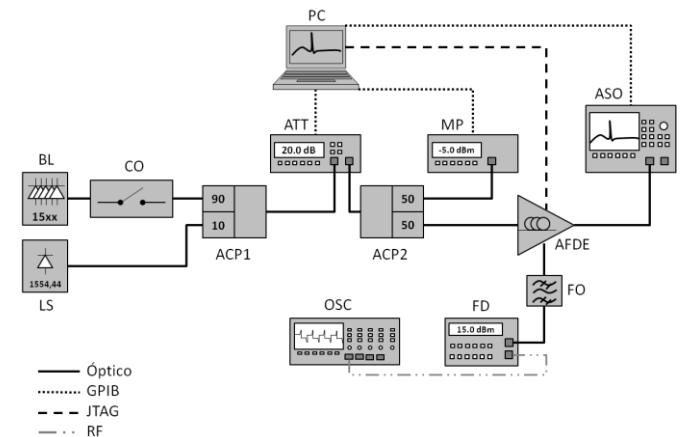 PC
ATT
MP
ASO
20.0 dB
-5.0 dBm
BL
CO
15xx
90
10
ACP1
50
50
ACP2
AFDE
1554,44
LS
FO
OSC
FD
15.0 dBm
Óptico
GPIB
JTAG
RF